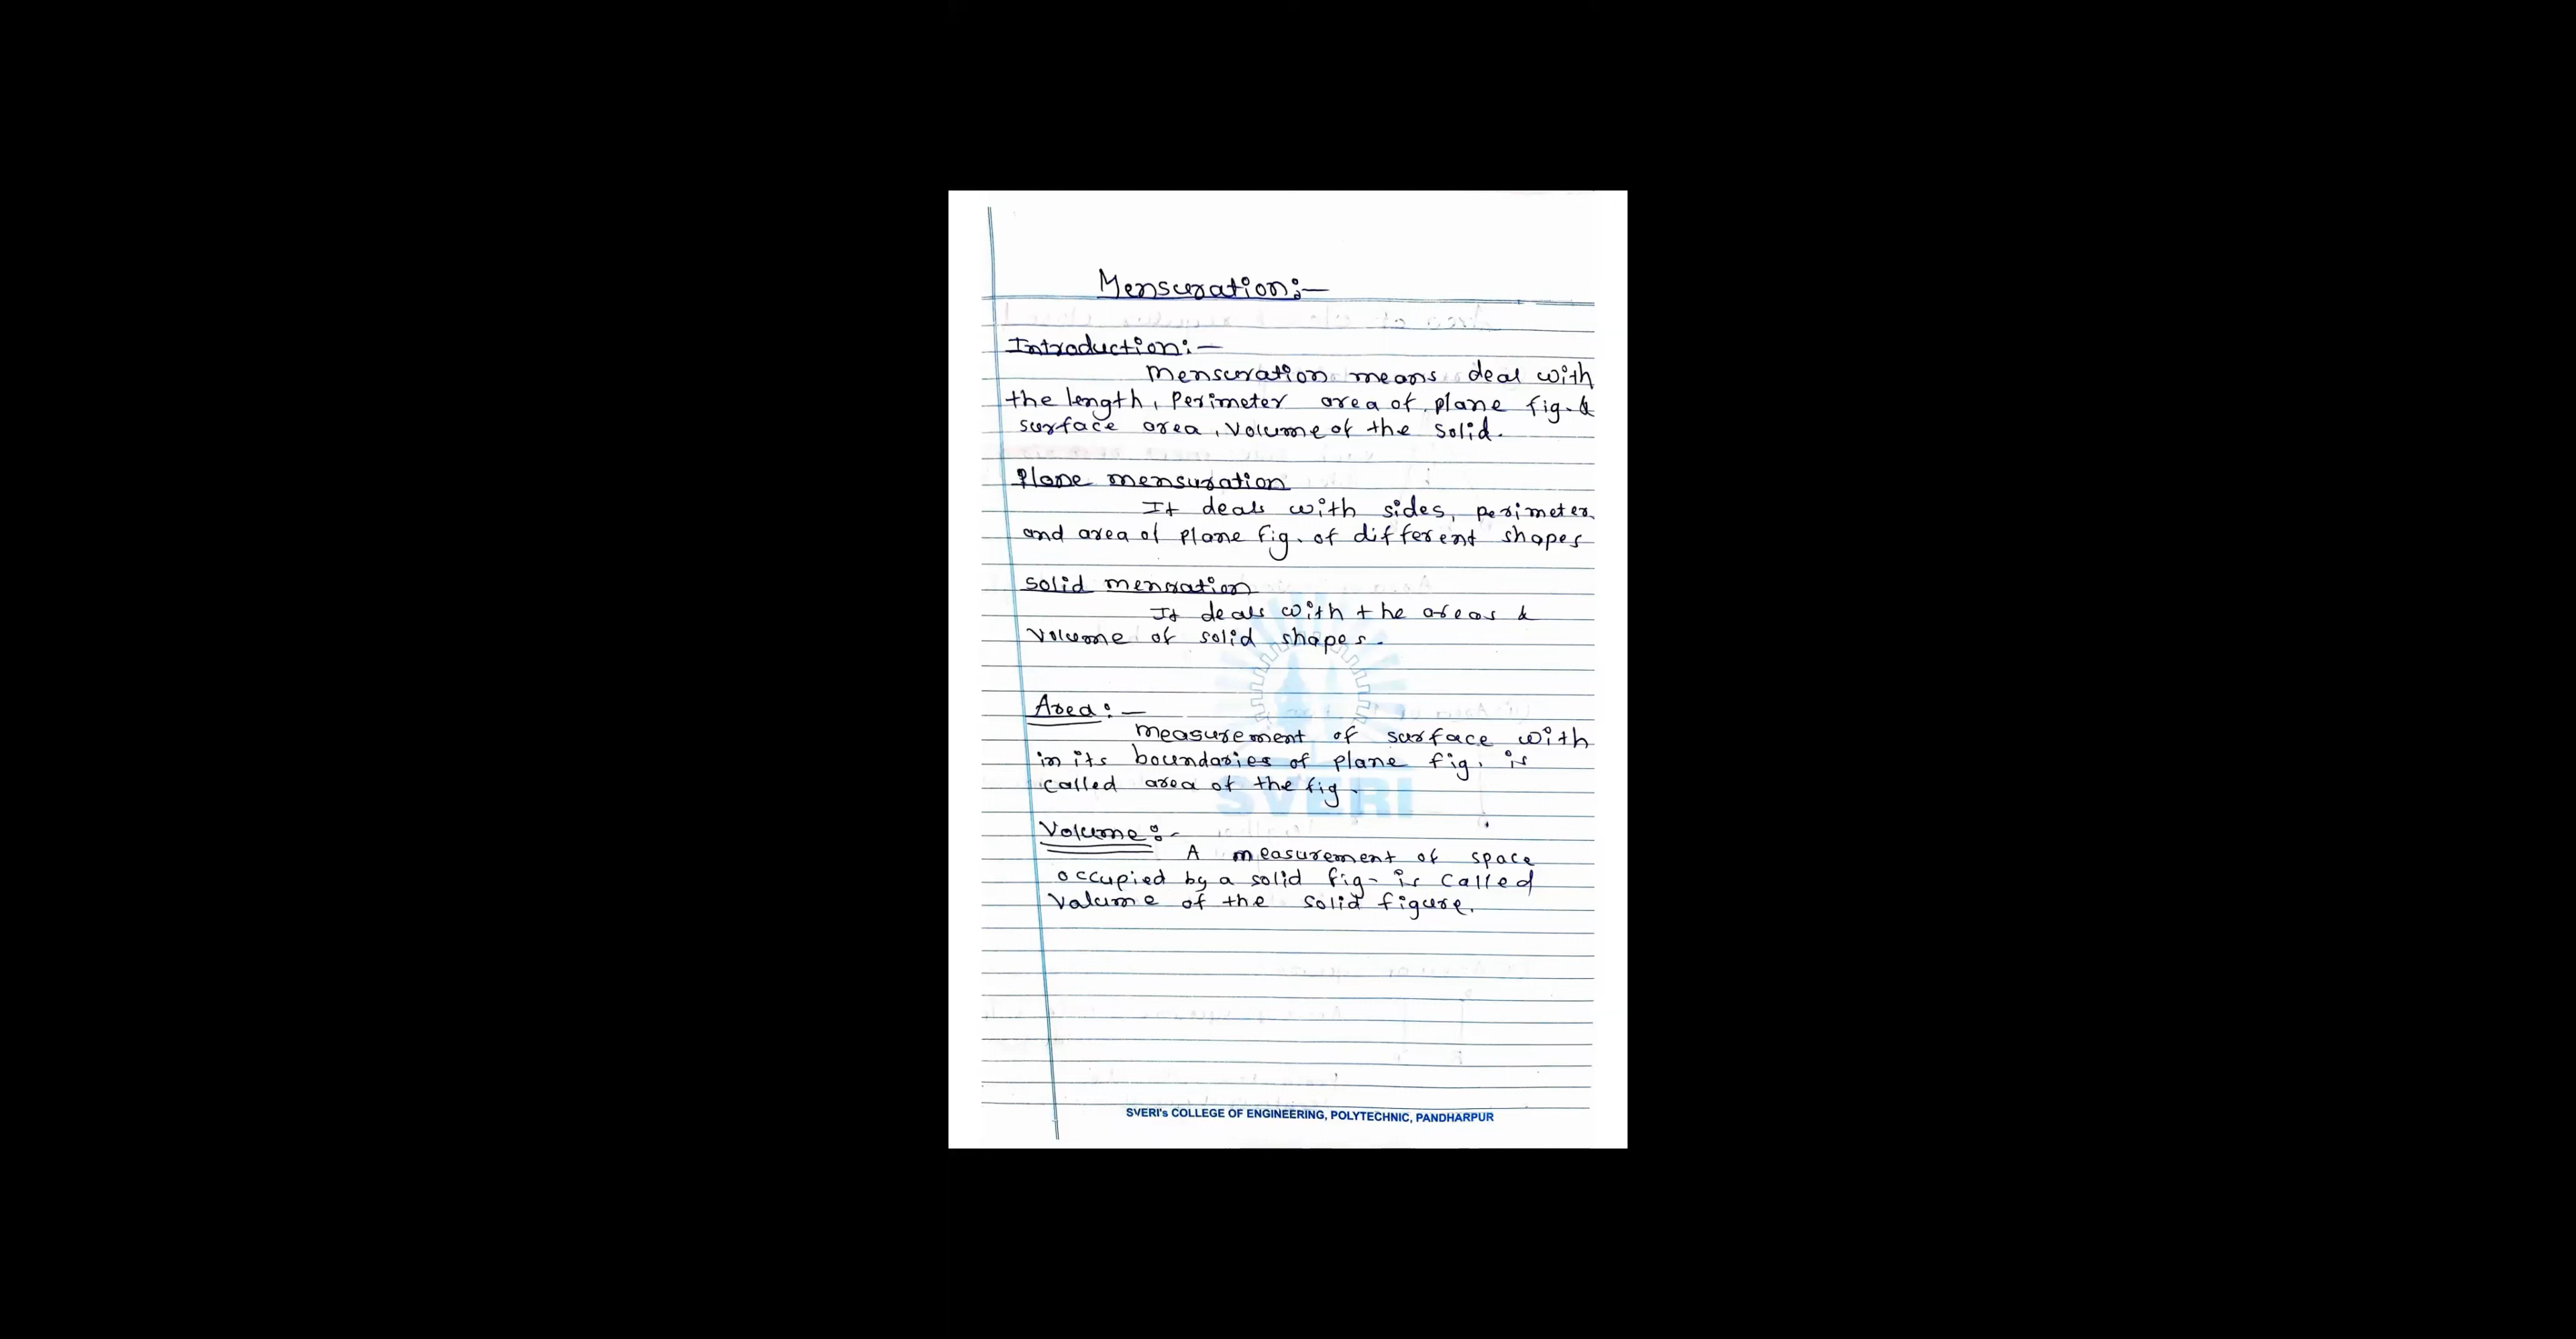 Mensuration:-
Introduction:-
Mensuration means deal with
the length, Perimeter area of plane fig. &
surface area, Volume of the solid.
Plane mensuration
It deals with sides, perimeter
and area of plane fig. of different shapes
solid mensration
It deals with the areas &
Volume of solid shapes.
Area:-
measurement of surface with
in its boundaries of plane fig. is
called area of the fig.
SVERI
Volume:-
A measurement of space
occupied by a solid fig- is called
Valume of the solid figure.
SVERI's COLLEGE OF ENGINEERING, POLYTECHNIC, PANDHARPUR